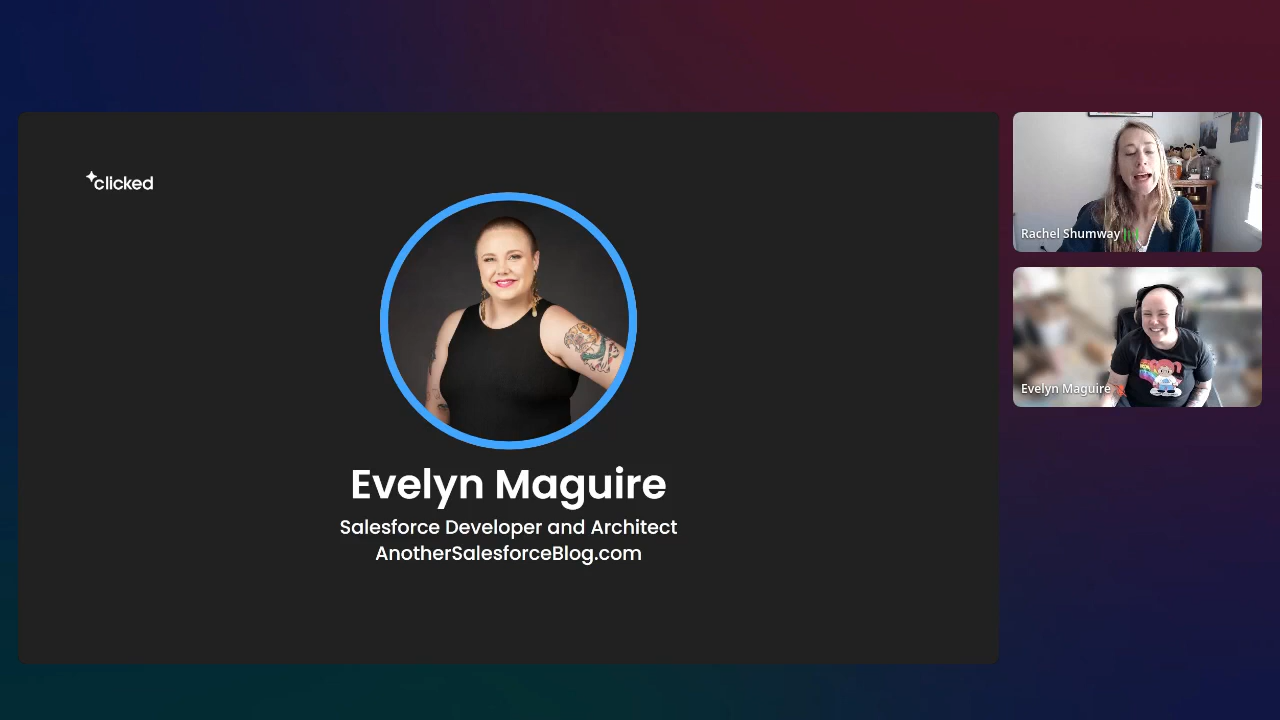 clicked
Evelyn Maguire
Salesforce Developer and Architect
AnotherSalesforceBlog.com
Rachel Shumway
Evelyn Maguire